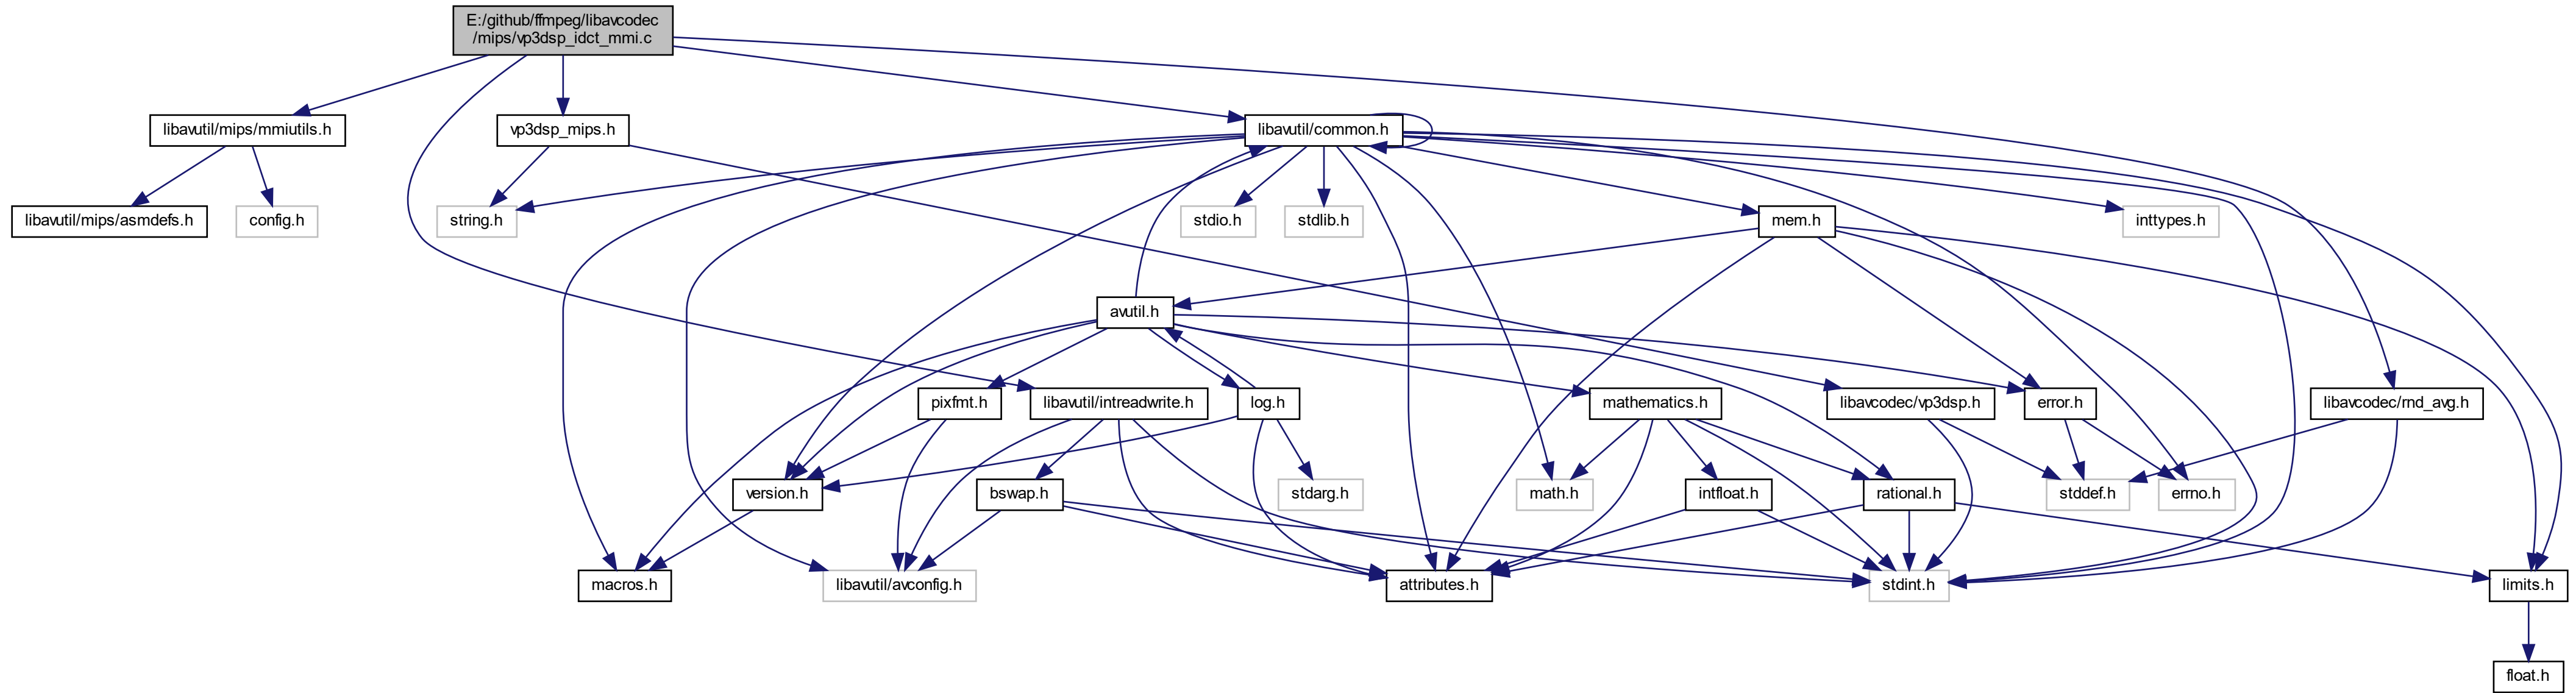 E:/github/ffmpeg/libavcodec
/mips/vp3dsp_idct_mmi.c
libavutil/mips/mmiutils.h
vp3dsp_mips.h
libavutil/common.h
libavutil/mips/asmdefs.h
config.h
string.h
stdio.h
stdlib.h
mem.h
inttypes.h
avutil.h
pixfmt.h
libavutil/intreadwrite.h
log.h
mathematics.h
libavcodec/vp3dsp.h
error.h
libavcodec/rnd_avg.h
version.h
bswap.h
stdarg.h
math.h
intfloat.h
rational.h
stddef.h
errno.h
macros.h
libavutil/avconfig.h
attributes.h
stdint.h
limits.h
float.h